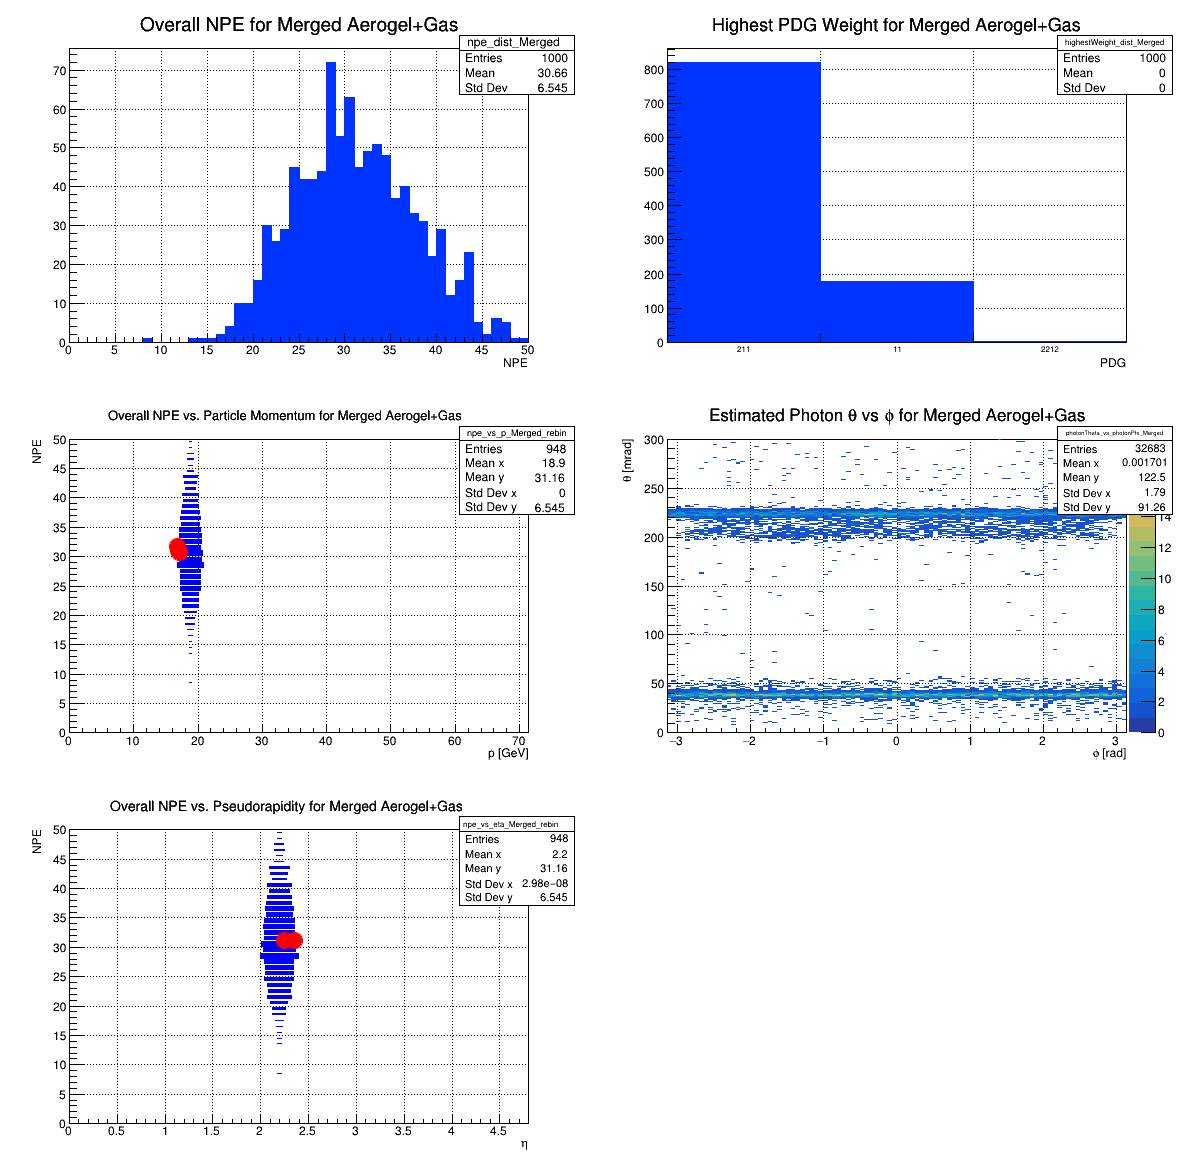 Overall NPE for Merged Aerogel+Gas
npe_dist_Merged
Entries 1000
Mean 30.66
Std Dev 6.545
70
60
50
40
30
20
10
0
0 5 10 15 20 25 30 35 40 45 50
NPE
Highest PDG Weight for Merged Aerogel+Gas
highestWeight_dist_Merged
Entries 1000
Mean 0
Std Dev 0
800
700
600
500
400
300
200
100
0
211 11 2212
PDG
Overall NPE vs. Particle Momentum for Merged Aerogel+Gas
npe_vs_p_Merged_rebin
Entries 948
Mean x 18.9
Mean y 31.16
Std Dev x 0
Std Dev y 6.545
NPE
50
45
40
35
30
25
20
15
10
5
0
0 10 20 30 40 50 60 70
p [GeV]
Estimated Photon θ vs ϕ for Merged Aerogel+Gas
photonTheta_vs_photonPhi_Merged
Entries 32683
Mean x 0.001701
Mean y 122.5
Std Dev x 1.79
Std Dev y 91.26
θ [mrad]
300
250
200
150
100
50
0
−3 −2 −1 0 1 2 3
ϕ [rad]
14
12
10
8
6
4
2
0
Overall NPE vs. Pseudorapidity for Merged Aerogel+Gas
npe_vs_eta_Merged_rebin
Entries 948
Mean x 2.2
Mean y 31.16
Std Dev x 2.98e−08
Std Dev y 6.545
NPE
50
45
40
35
30
25
20
15
10
5
0
0 0.5 1 1.5 2 2.5 3 3.5 4 4.5
η